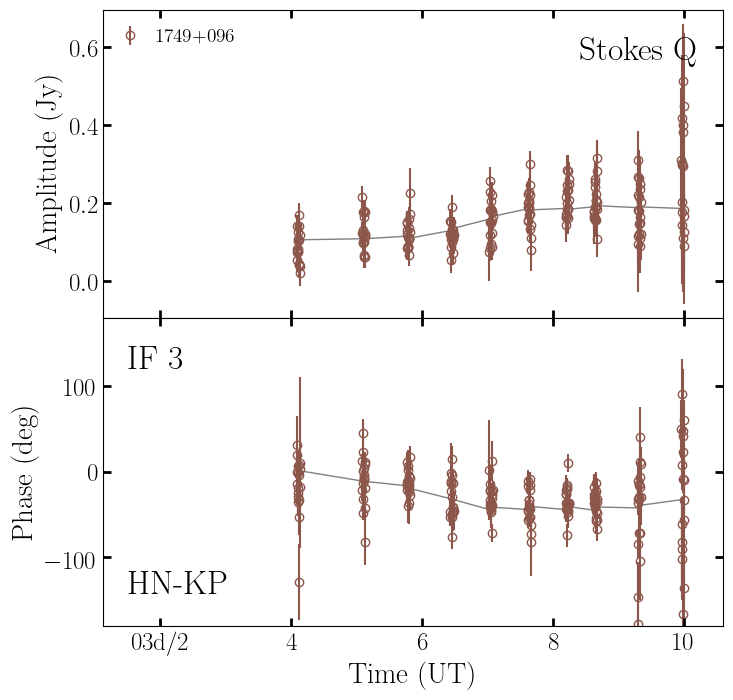 1749+096
Stokes Q
0.6
0.4
0.2
0.0
Amplitude (Jy)
IF 3
100
0
−100
Phase (deg)
HN-KP
03d/2
4
6
8
10
Time (UT)